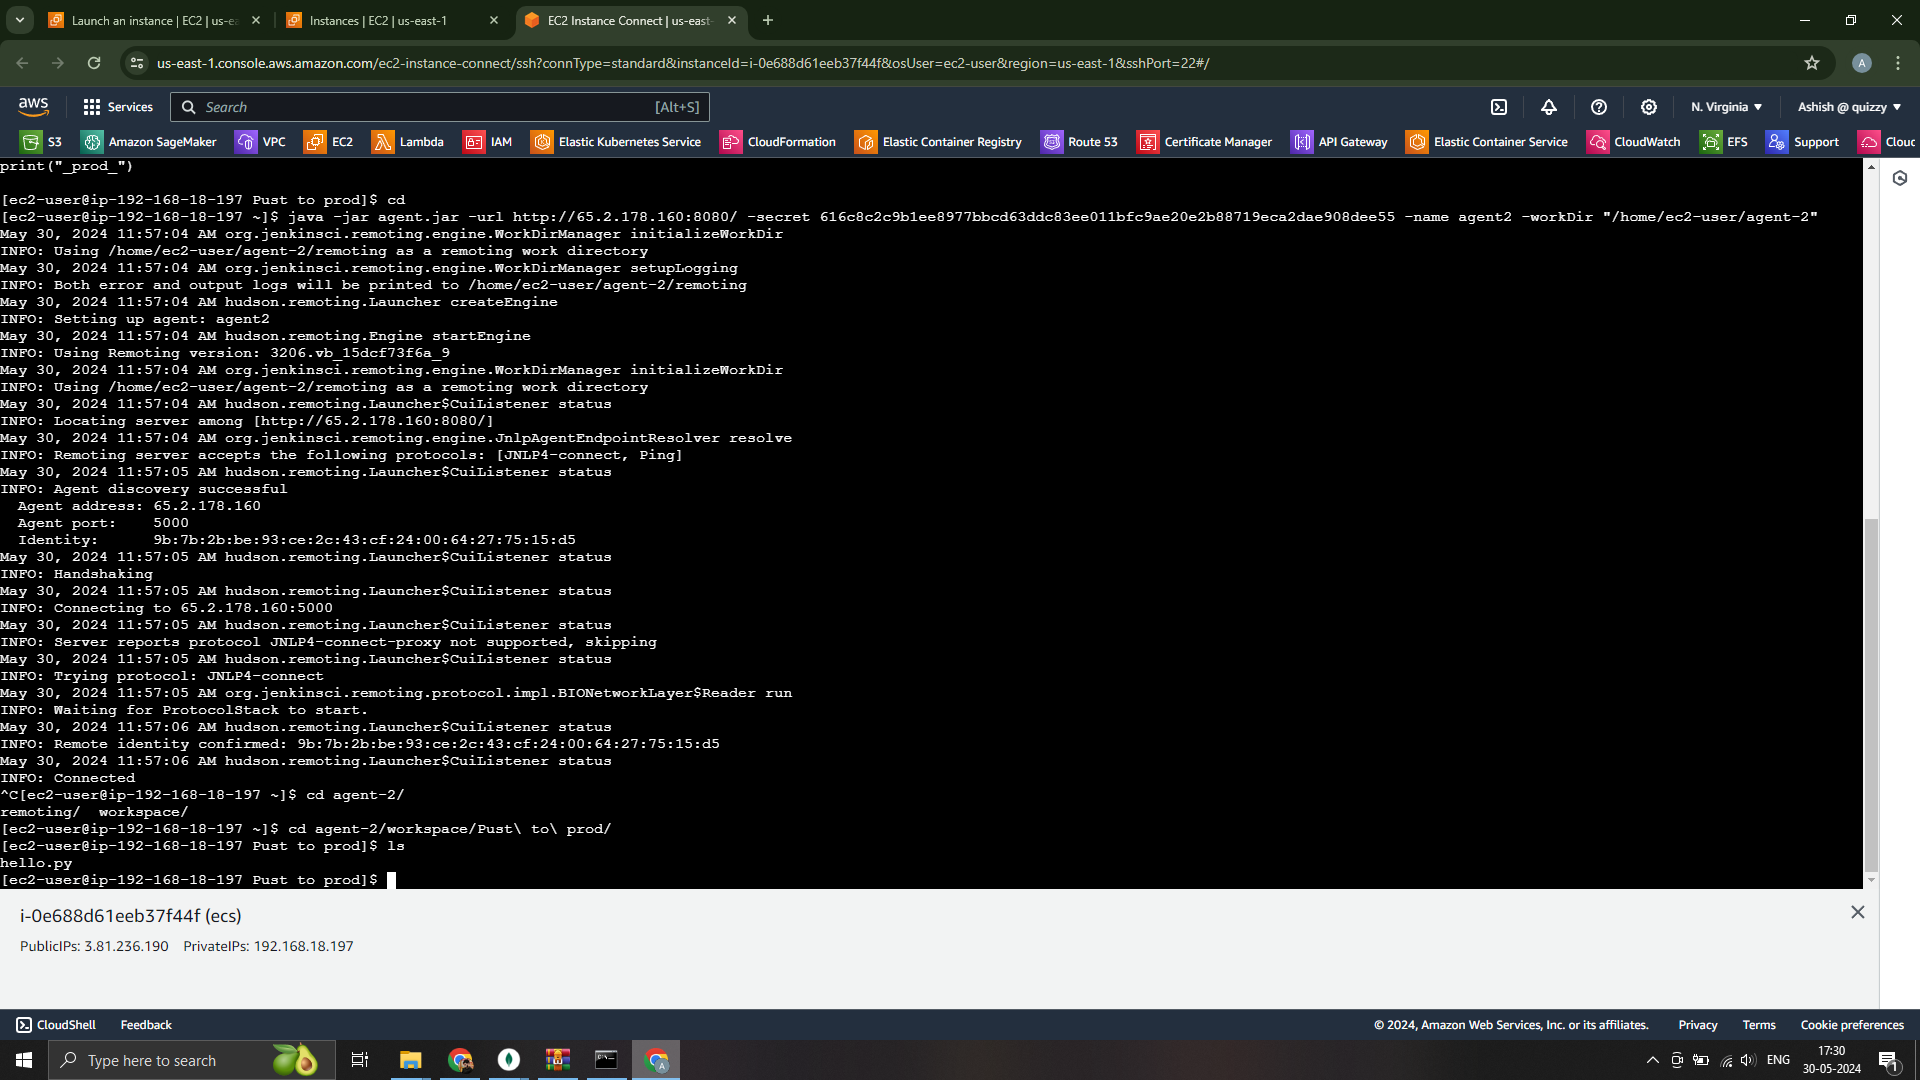 Launch an instance | EC2 | us-ea
Instances | EC2 | us-east-1
EC2 Instance Connect | us-east-
us-east-1.console.aws.amazon.com/ec2-instance-connect/ssh?connType=standard&instanceId=i-0e688d61eeb37f44f&osUser=ec2-user&region=us-east-1&sshPort=22#/
A
aws
Services
Search
[Alt+S]
N. Virginia
Ashish @ quizzy
S3
Amazon SageMaker
VPC
EC2
Lambda
IAM
Elastic Kubernetes Service
CloudFormation
Elastic Container Registry
Route 53
Certificate Manager
API Gateway
Elastic Container Service
CloudWatch
EFS
Support
Clouc
print("_prod_")
[ec2-user@ip-192-168-18-197 Pust to prod]$ cd
[ec2-user@ip-192-168-18-197 ~]$ java -jar agent.jar -url http://65.2.178.160:8080/ -secret 616c8c2c9b1ee8977bbcd63ddc83ee011bfc9ae20e2b88719eca2dae908dee55 -name agent2 -workDir "/home/ec2-user/agent-2"
May 30, 2024 11:57:04 AM org.jenkinsci.remoting.engine.WorkDirManager initializeWorkDir
INFO: Using /home/ec2-user/agent-2/remoting as a remoting work directory
May 30, 2024 11:57:04 AM org.jenkinsci.remoting.engine.WorkDirManager setupLogging
INFO: Both error and output logs will be printed to /home/ec2-user/agent-2/remoting
May 30, 2024 11:57:04 AM hudson.remoting.Launcher createEngine
INFO: Setting up agent: agent2
May 30, 2024 11:57:04 AM hudson.remoting.Engine startEngine
INFO: Using Remoting version: 3206.vb_15dcf73f6a_9
May 30, 2024 11:57:04 AM org.jenkinsci.remoting.engine.WorkDirManager initializeWorkDir
INFO: Using /home/ec2-user/agent-2/remoting as a remoting work directory
May 30, 2024 11:57:04 AM hudson.remoting.Launcher$CuiListener status
INFO: Locating server among [http://65.2.178.160:8080/]
May 30, 2024 11:57:04 AM org.jenkinsci.remoting.engine.JnlpAgentEndpointResolver resolve
INFO: Remoting server accepts the following protocols: [JNLP4-connect, Ping]
May 30, 2024 11:57:05 AM hudson.remoting.Launcher$CuiListener status
INFO: Agent discovery successful
Agent address: 65.2.178.160
Agent port: 5000
Identity: 9b:7b:2b:be:93:ce:2c:43:cf:24:00:64:27:75:15:d5
May 30, 2024 11:57:05 AM hudson.remoting.Launcher$CuiListener status
INFO: Handshaking
May 30, 2024 11:57:05 AM hudson.remoting.Launcher$CuiListener status
INFO: Connecting to 65.2.178.160:5000
May 30, 2024 11:57:05 AM hudson.remoting.Launcher$CuiListener status
INFO: Server reports protocol JNLP4-connect-proxy not supported, skipping
May 30, 2024 11:57:05 AM hudson.remoting.Launcher$CuiListener status
INFO: Trying protocol: JNLP4-connect
May 30, 2024 11:57:05 AM org.jenkinsci.remoting.protocol.impl.BIONetworkLayer$Reader run
INFO: Waiting for ProtocolStack to start.
May 30, 2024 11:57:06 AM hudson.remoting.Launcher$CuiListener status
INFO: Remote identity confirmed: 9b:7b:2b:be:93:ce:2c:43:cf:24:00:64:27:75:15:d5
May 30, 2024 11:57:06 AM hudson.remoting.Launcher$CuiListener status
INFO: Connected
^C[ec2-user@ip-192-168-18-197 ~]$ cd agent-2/
remoting/ workspace/
[ec2-user@ip-192-168-18-197 ~]$ cd agent-2/workspace/Pust\ to\ prod/
[ec2-user@ip-192-168-18-197 Pust to prod]$ ls
hello.py
[ec2-user@ip-192-168-18-197 Pust to prod]$
i-0e688d61eeb37f44f (ecs)
PublicIPs: 3.81.236.190 PrivateIPs: 192.168.18.197
CloudShell
Feedback
© 2024, Amazon Web Services, Inc. or its affiliates.
Privacy
Terms
Cookie preferences
Type here to search
A
ENG
17:30
30-05-2024
1